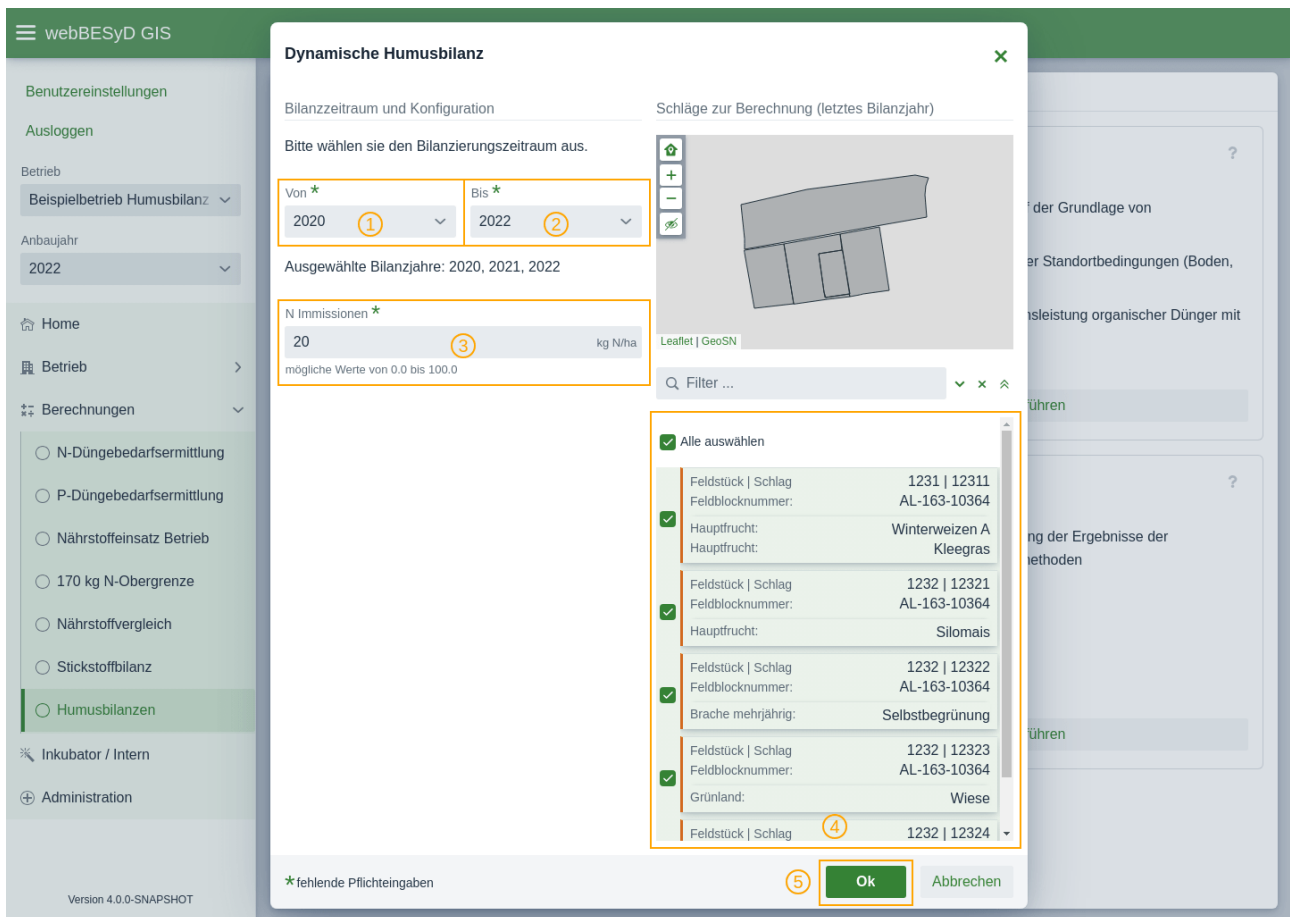 webBESyD GIS
Benutzereinstellungen
Ausloggen
Betrieb
Beispielbetrieb Humusbilanz
Anbaujahr
2022
Home
Betrieb
Berechnungen
N-Düngebedarfsermittlung
P-Düngebedarfsermittlung
Nährstoffeinsatz Betrieb
170 kg N-Obergrenze
Nährstoffvergleich
Stickstoffbilanz
Humusbilanzen
Inkubator / Intern
Administration
Version 4.0.0-SNAPSHOT
Dynamische Humusbilanz
Bilanzzeitraum und Konfiguration
Bitte wählen sie den Bilanzierungszeitraum aus.
Von * Bis *
2020 1 2022 2
Ausgewählte Bilanzjahre: 2020, 2021, 2022
N Immissionen *
20 3 kg N/ha
mögliche Werte von 0.0 bis 100.0
Schläge zur Berechnung (letztes Bilanzjahr)
+
−
Leaflet | GeoSN
Filter ...
Alle auswählen
Feldstück | Schlag 1231 | 12311
Feldblocknummer: AL-163-10364
Hauptfrucht: Winterweizen A
Hauptfrucht: Kleegras
Feldstück | Schlag 1232 | 12321
Feldblocknummer: AL-163-10364
Hauptfrucht: Silomais
Feldstück | Schlag 1232 | 12322
Feldblocknummer: AL-163-10364
Brache mehrjährig: Selbstbegrünung
Feldstück | Schlag 1232 | 12323
Feldblocknummer: AL-163-10364
Grünland: Wiese
4
Feldstück | Schlag 1232 | 12324
* fehlende Pflichteingaben
5 Ok Abbrechen
?
der Grundlage von
er Standortbedingungen (Boden,
nsleistung organischer Dünger mit
ühren
?
ng der Ergebnisse der
nethoden
ühren